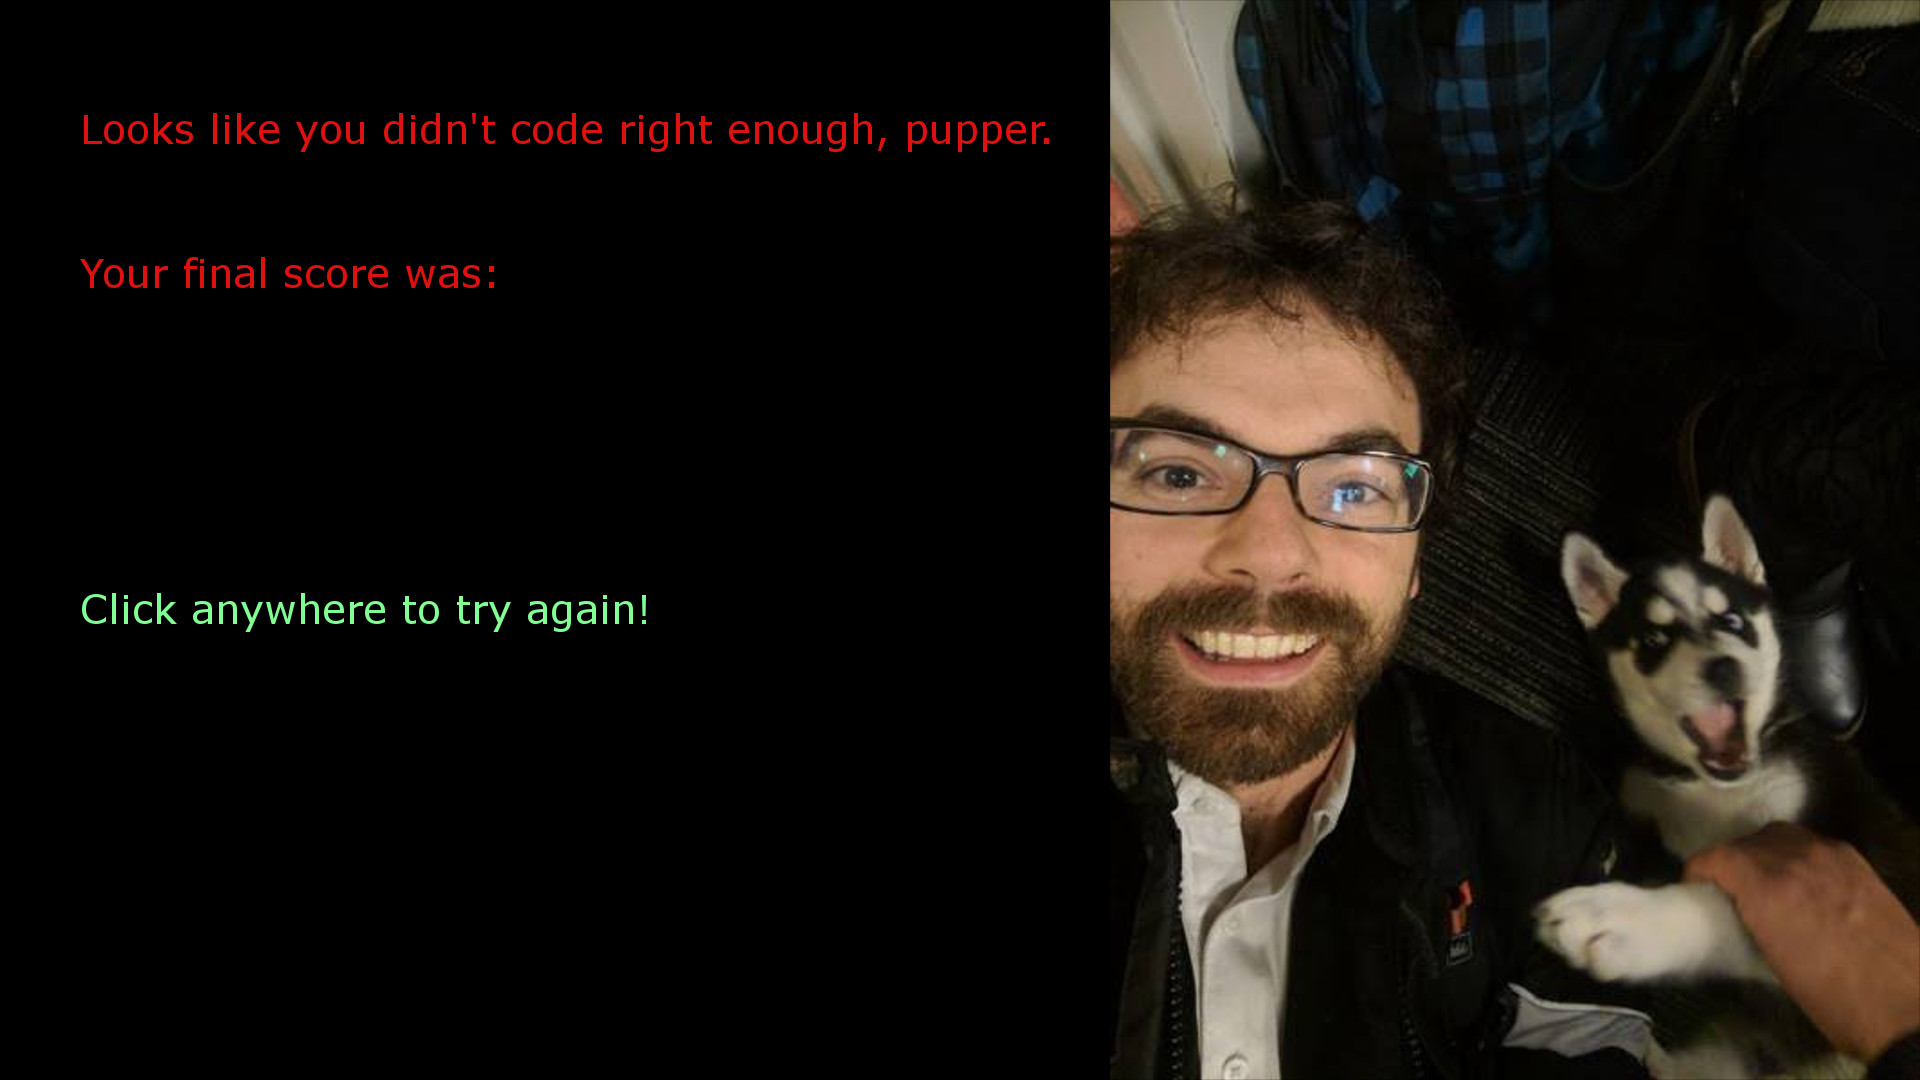 Looks like you didn't code right enough, pupper.
Your final score was:
Click anywhere to try again!